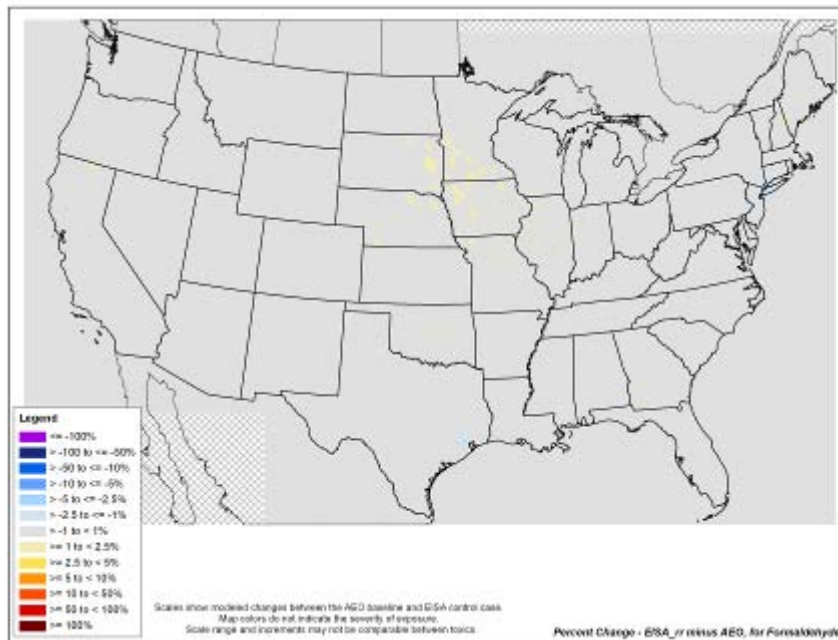 Legend
<= -100%
> -100 to <= -50%
> -50 to <= -10%
> -10 to <= -5%
> -5 to <= -2.5%
> -2.5 to <= -1%
> -1 to < 1%
>= 1 to < 2.5%
>= 2.5 to < 5%
>= 5 to < 10%
>= 10 to < 50%
>= 50 to < 100%
>= 100%
Scales show modeled changes between the AEO baseline and EISA control case.
Map colors do not indicate the severity of exposure.
Scale range and increments may not be comparable between toxics.
Percent Change - EISA_rr minus AEO, for Formaldehyde